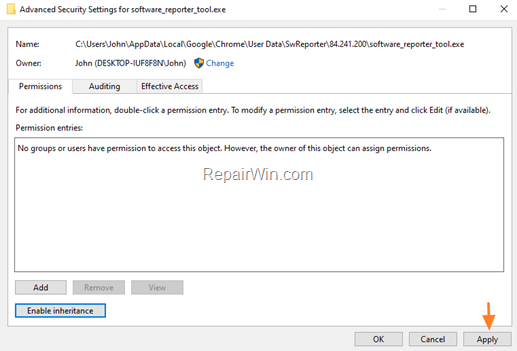 Advanced Security Settings for software_reporter_tool.exe
Name: C:\Users\John\AppData\Local\Google\Chrome\User Data\SwReporter\84.241.200\software_reporter_tool.exe
Owner: John (DESKTOP-IUF8F8N\John) Change
Permissions Auditing Effective Access
For additional information, double-click a permission entry. To modify a permission entry, select the entry and click Edit (if available).
Permission entries:
No groups or users have permission to access this object. However, the owner of this object can assign permissions.
RepairWin.com
Add Remove View
Enable inheritance
OK Cancel Apply